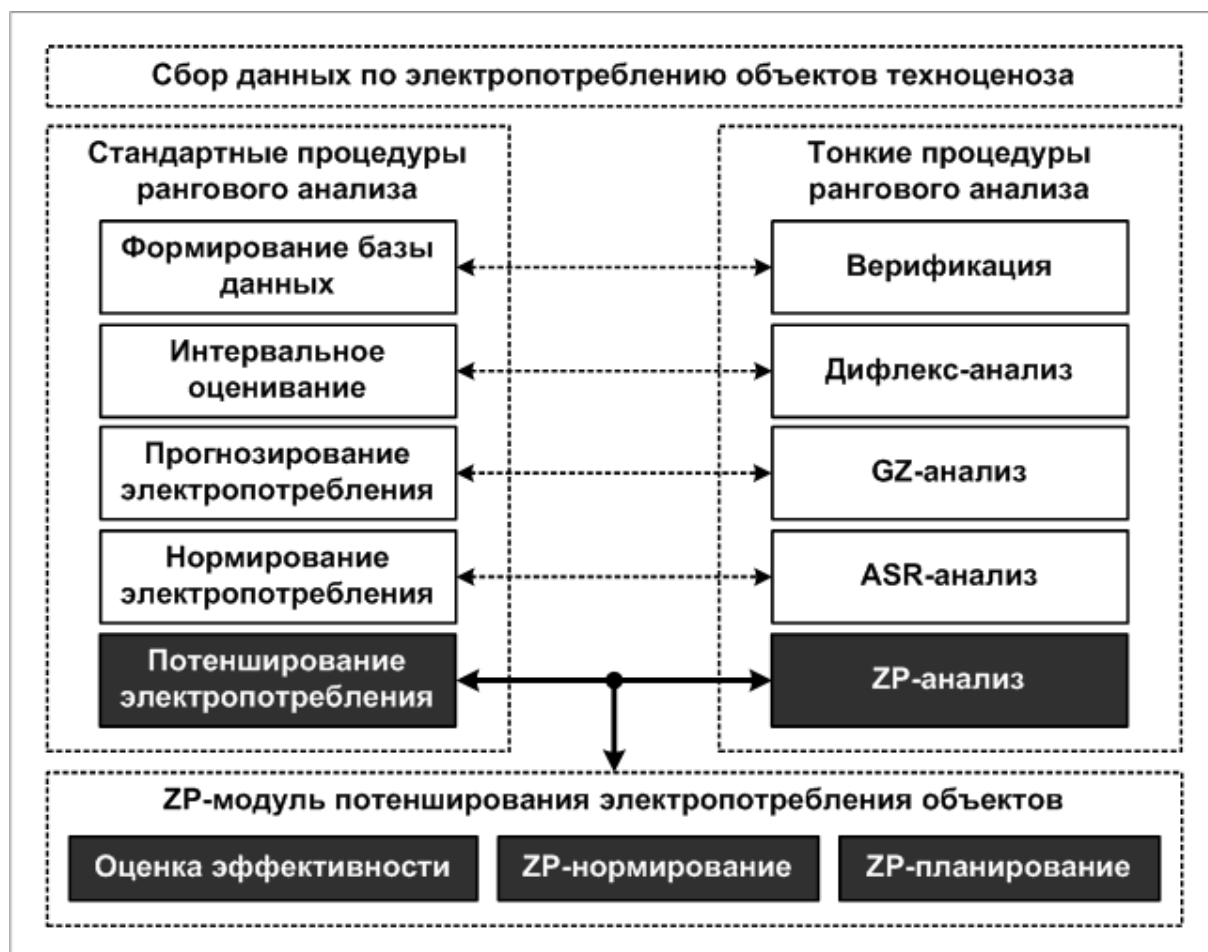 Сбор данных по электропотреблению объектов техноценоза
Стандартные процедуры
рангового анализа
Формирование базы
данных
Интервальное
оценивание
Прогнозирование
электропотребления
Нормирование
электропотребления
Потенширование
электропотребления
Тонкие процедуры
рангового анализа
Верификация
Дифлекс-анализ
GZ-анализ
ASR-анализ
ZP-анализ
ZP-модуль потенширования электропотребления объектов
Оценка эффективности
ZP-нормирование
ZP-планирование